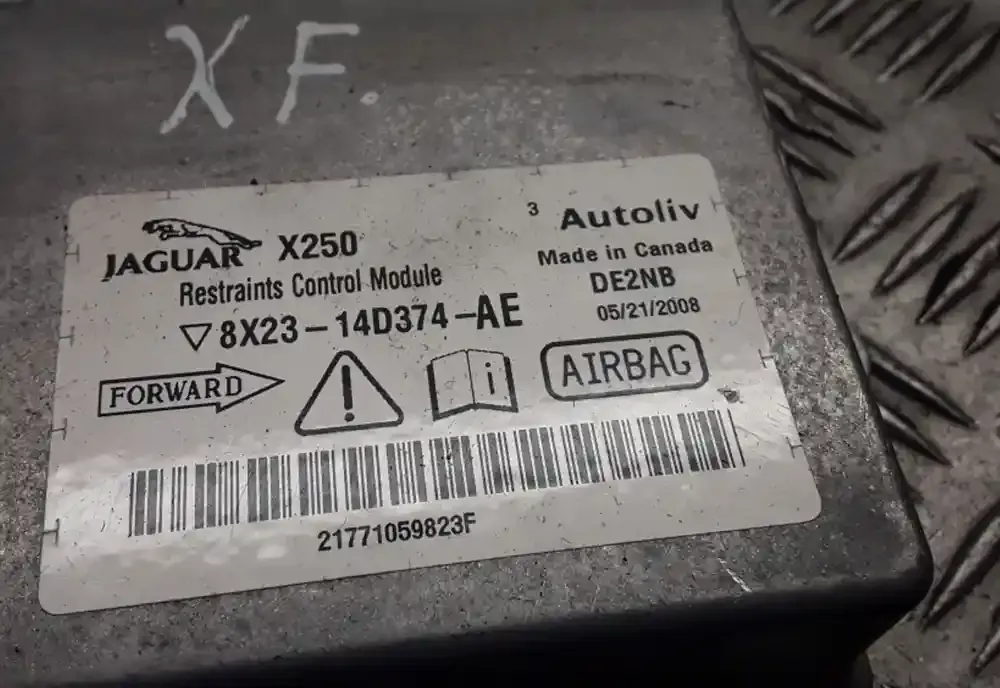 XF.
JAGUAR X250
Restraints Control Module
8X23-14D374-AE
3 Autoliv
Made in Canada
DE2NB
05/21/2008
FORWARD
! i AIRBAG
21771059823F